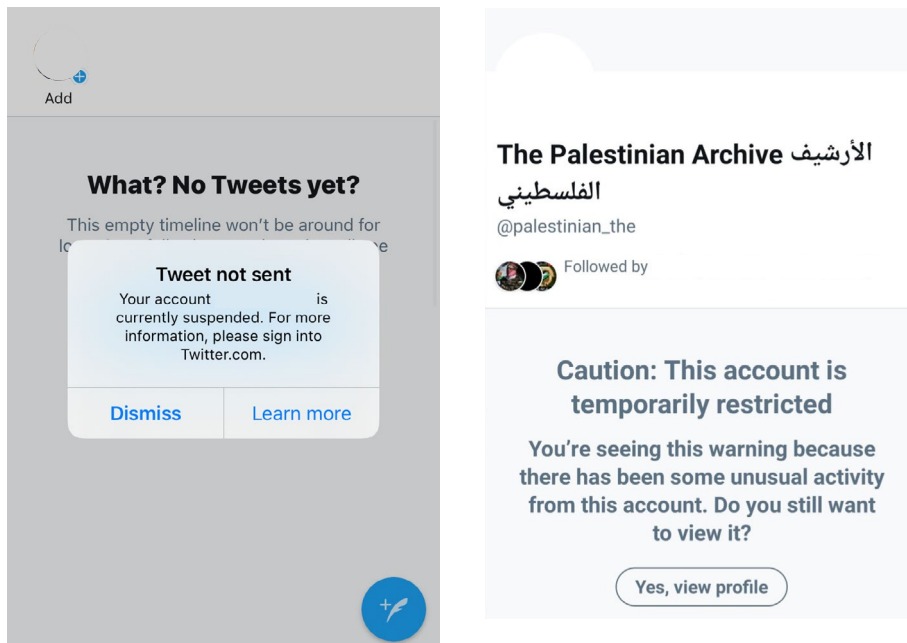 Add
What? No Tweets yet?
This empty timeline won't be around for
Tweet not sent
Your account is
currently suspended. For more
information, please sign into
Twitter.com.
Dismiss
Learn more
The Palestinian Archive الأرشيف
الفلسطيني
@palestinian_the
Followed by
Caution: This account is
temporarily restricted
You're seeing this warning because
there has been some unusual activity
from this account. Do you still want
to view it?
Yes, view profile